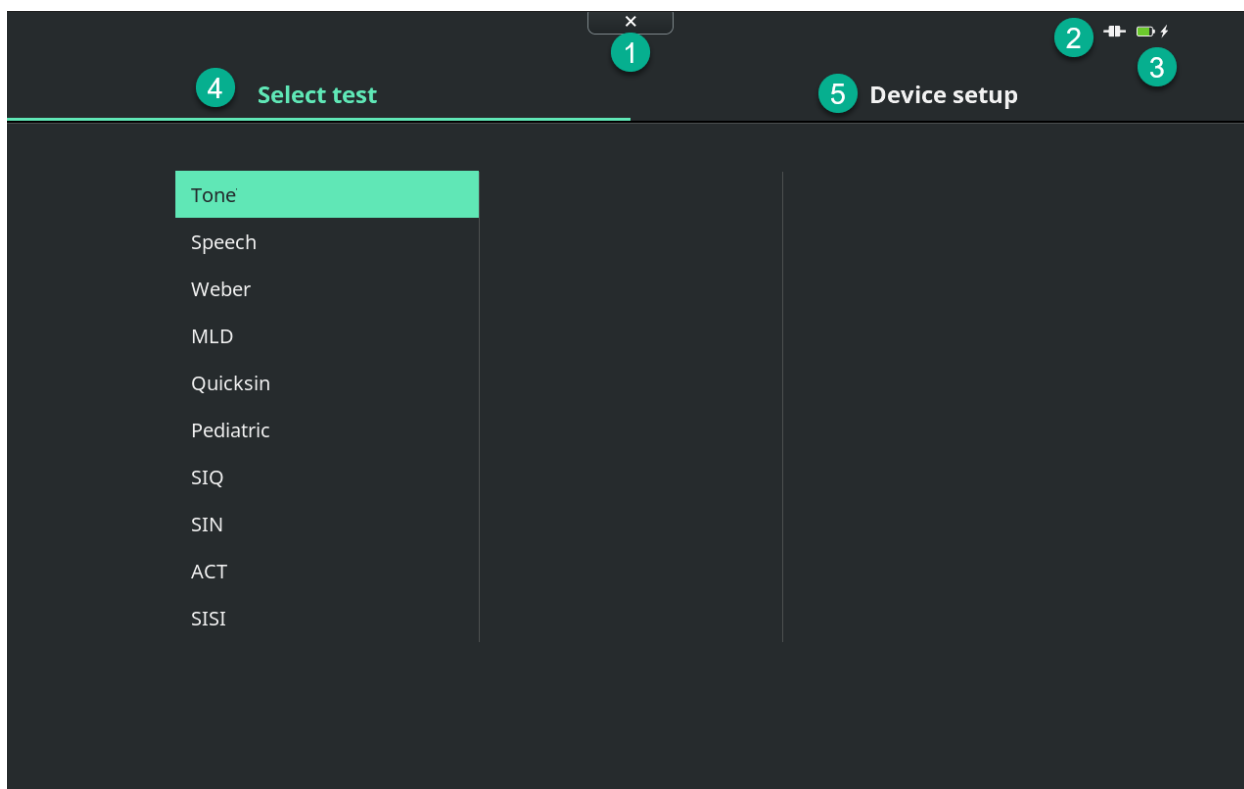 ×
1
2
3
4 Select test
5 Device setup
Tone
Speech
Weber
MLD
Quicksin
Pediatric
SIQ
SIN
ACT
SISI